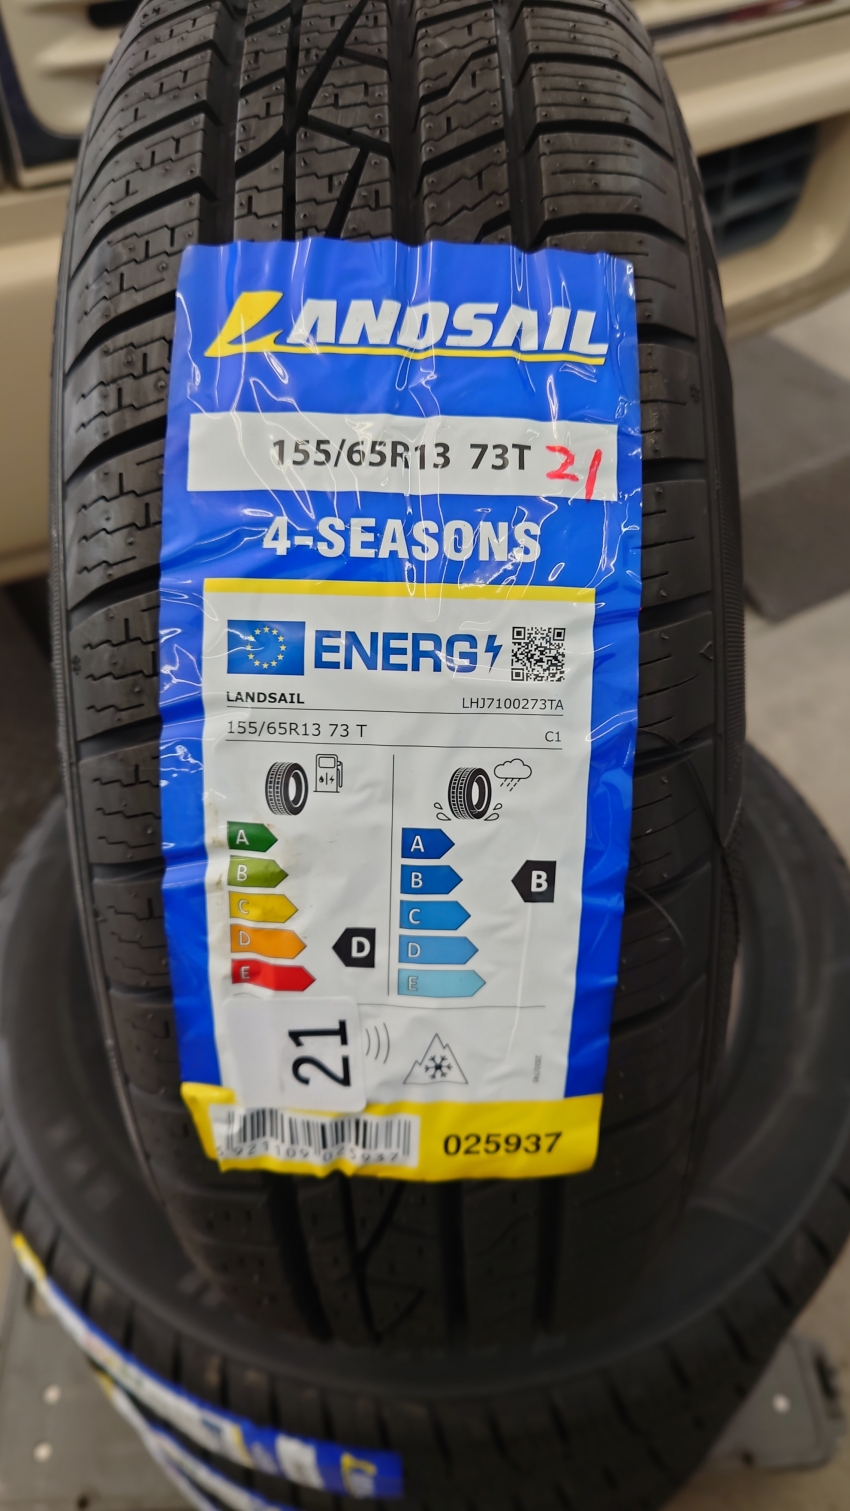 LANDSAIL
155/65R13 73T 21
4-SEASONS
ENERG
LANDSAIL LHJ7100273TA
155/65R13 73 T C1
A A
B B B
C C
D D D
E E
21
025937